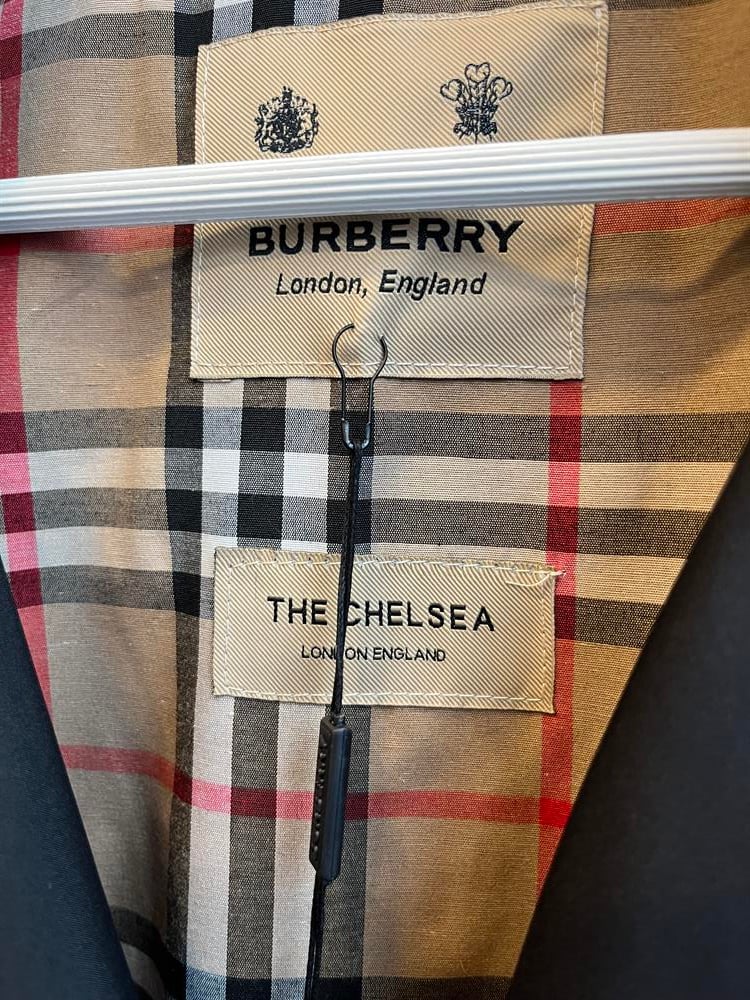 BURBERRY
London, England
THE CHELSEA
LONDON ENGLAND